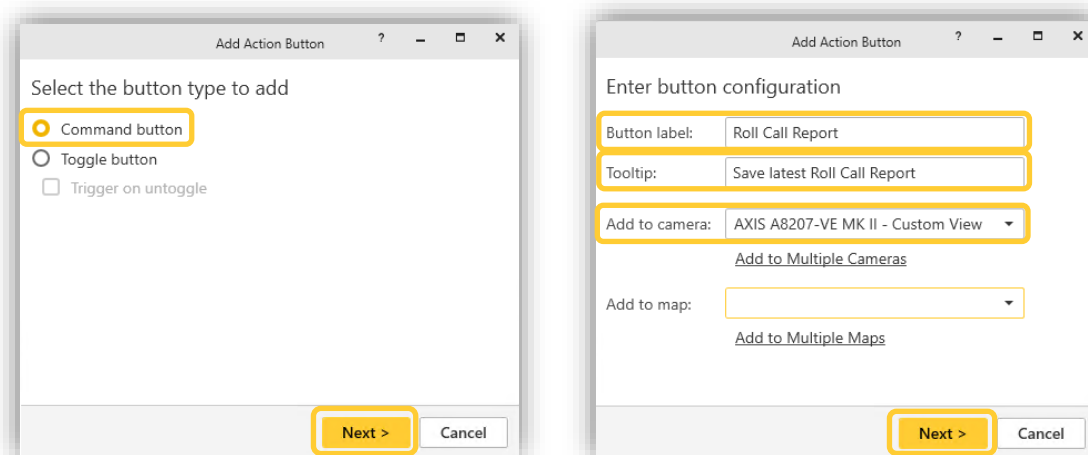 Add Action Button
?
Select the button type to add
Command button
Toggle button
Trigger on untoggle
Next >
Cancel
Add Action Button
?
Enter button configuration
Button label: Roll Call Report
Tooltip: Save latest Roll Call Report
Add to camera: AXIS A8207-VE MK II - Custom View
Add to Multiple Cameras
Add to map:
Add to Multiple Maps
Next >
Cancel